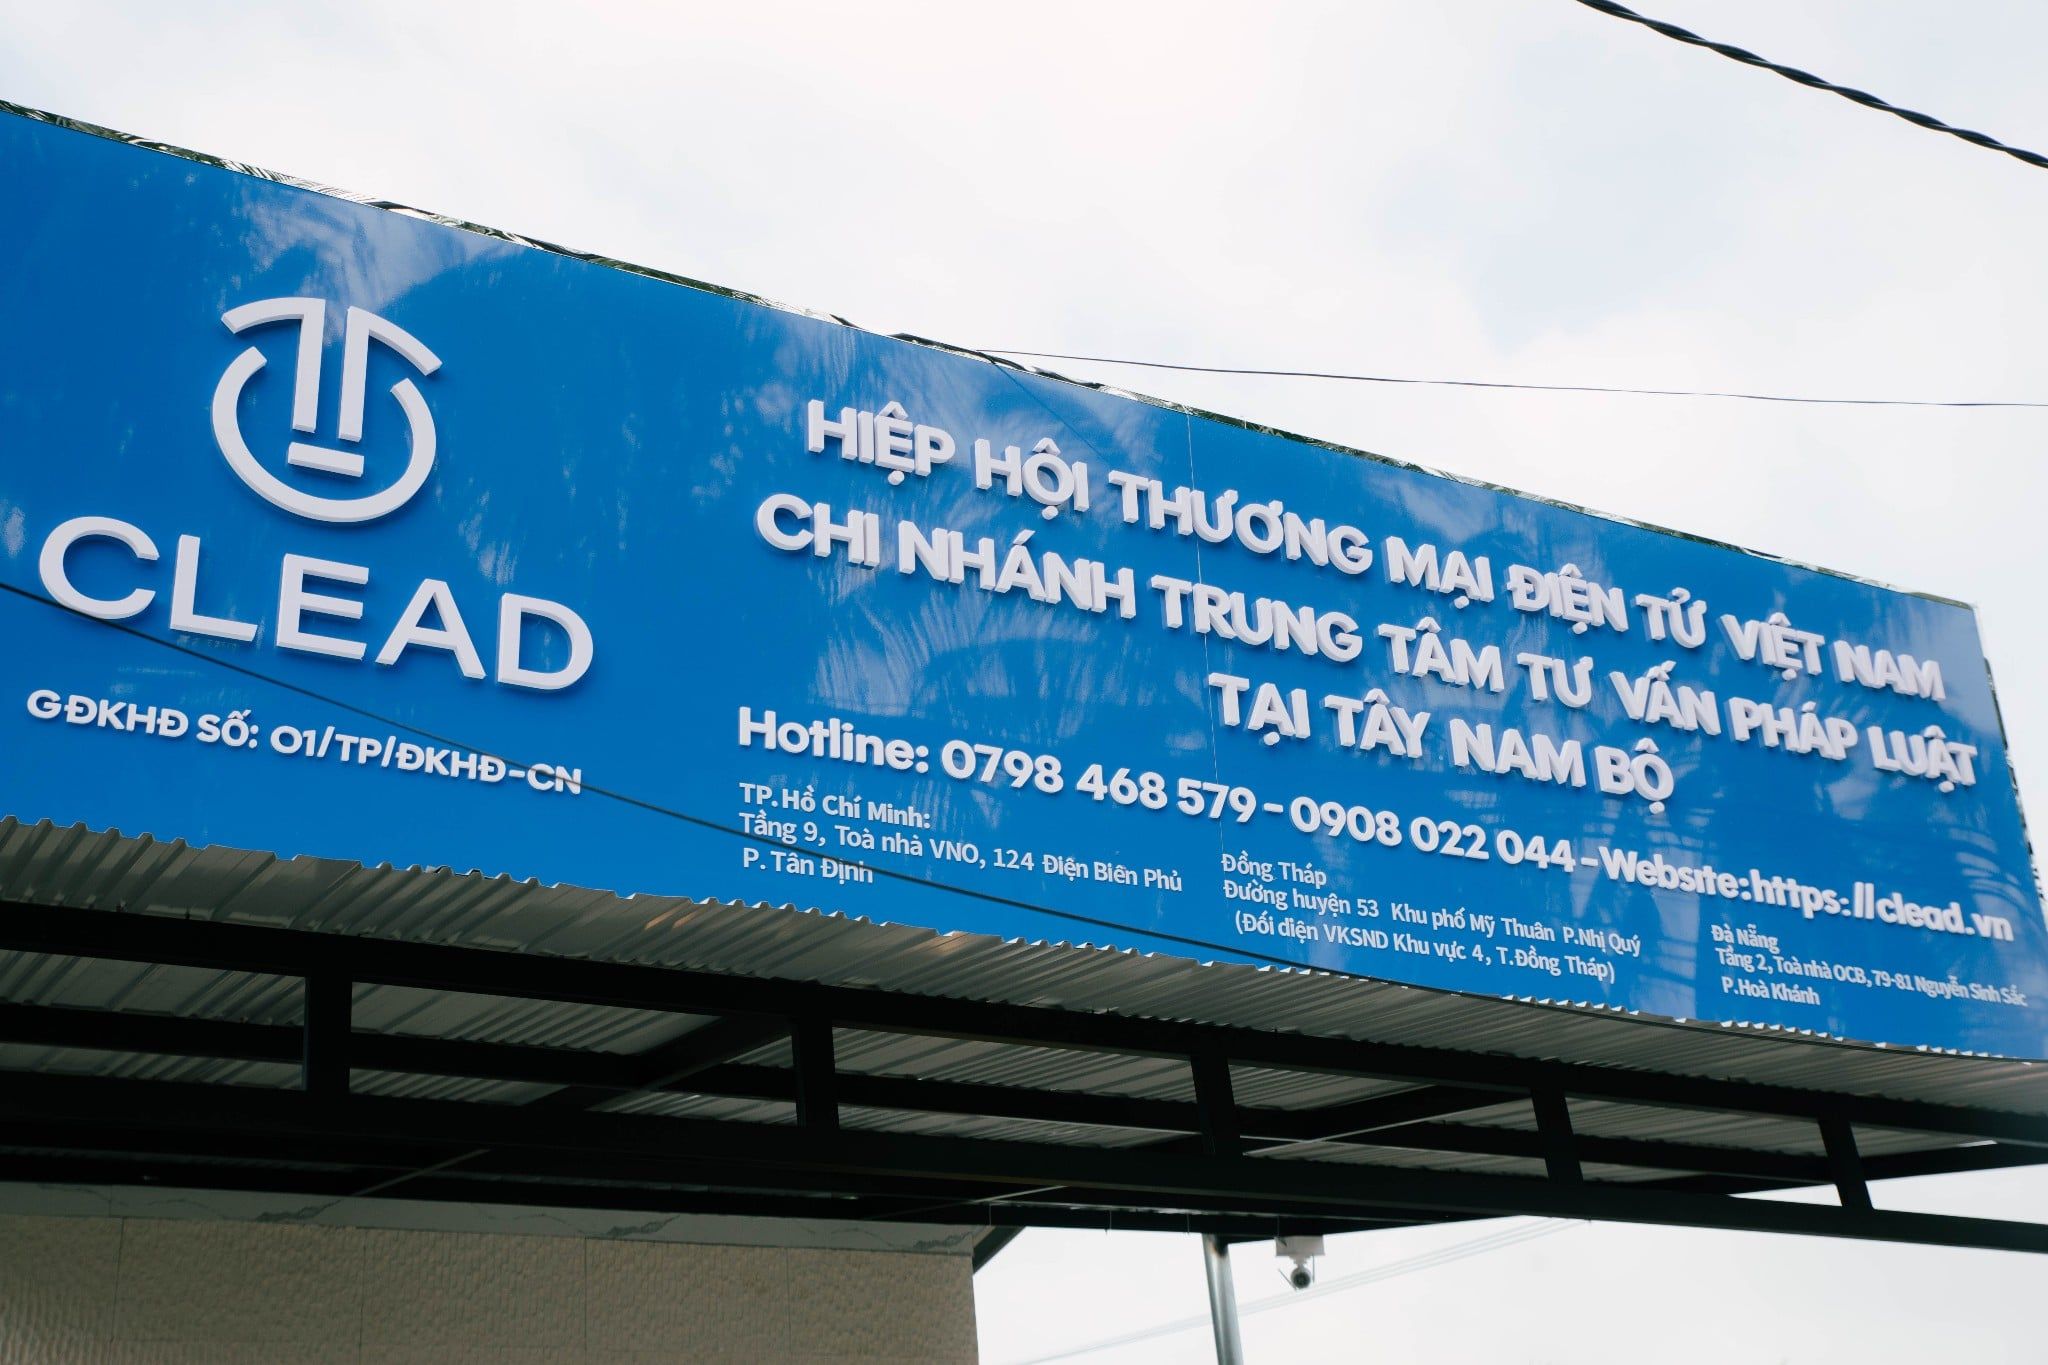 CLEAD
GĐKHĐ SỐ: 01/TP/ĐKHĐ-CN
HIỆP HỘI THƯƠNG MẠI ĐIỆN TỬ VIỆT NAM
CHI NHÁNH TRUNG TÂM TƯ VẤN PHÁP LUẬT
TẠI TÂY NAM BỘ
Hotline: 0798 468 579 - 0908 022 044 - Website: https://clead.vn
TP. Hồ Chí Minh:
Tầng 9, Toà nhà VNO, 124 Điện Biên Phủ
P. Tân Định
Đồng Tháp
Đường huyện 53 Khu phố Mỹ Thuân P.Nhị Quý
(Đối diện VKSND Khu vực 4, T.Đồng Tháp)
Đà Nẵng
Tầng 2, Toà nhà OCB, 79-81 Nguyễn Sinh Sắc
P.Hoà Khánh